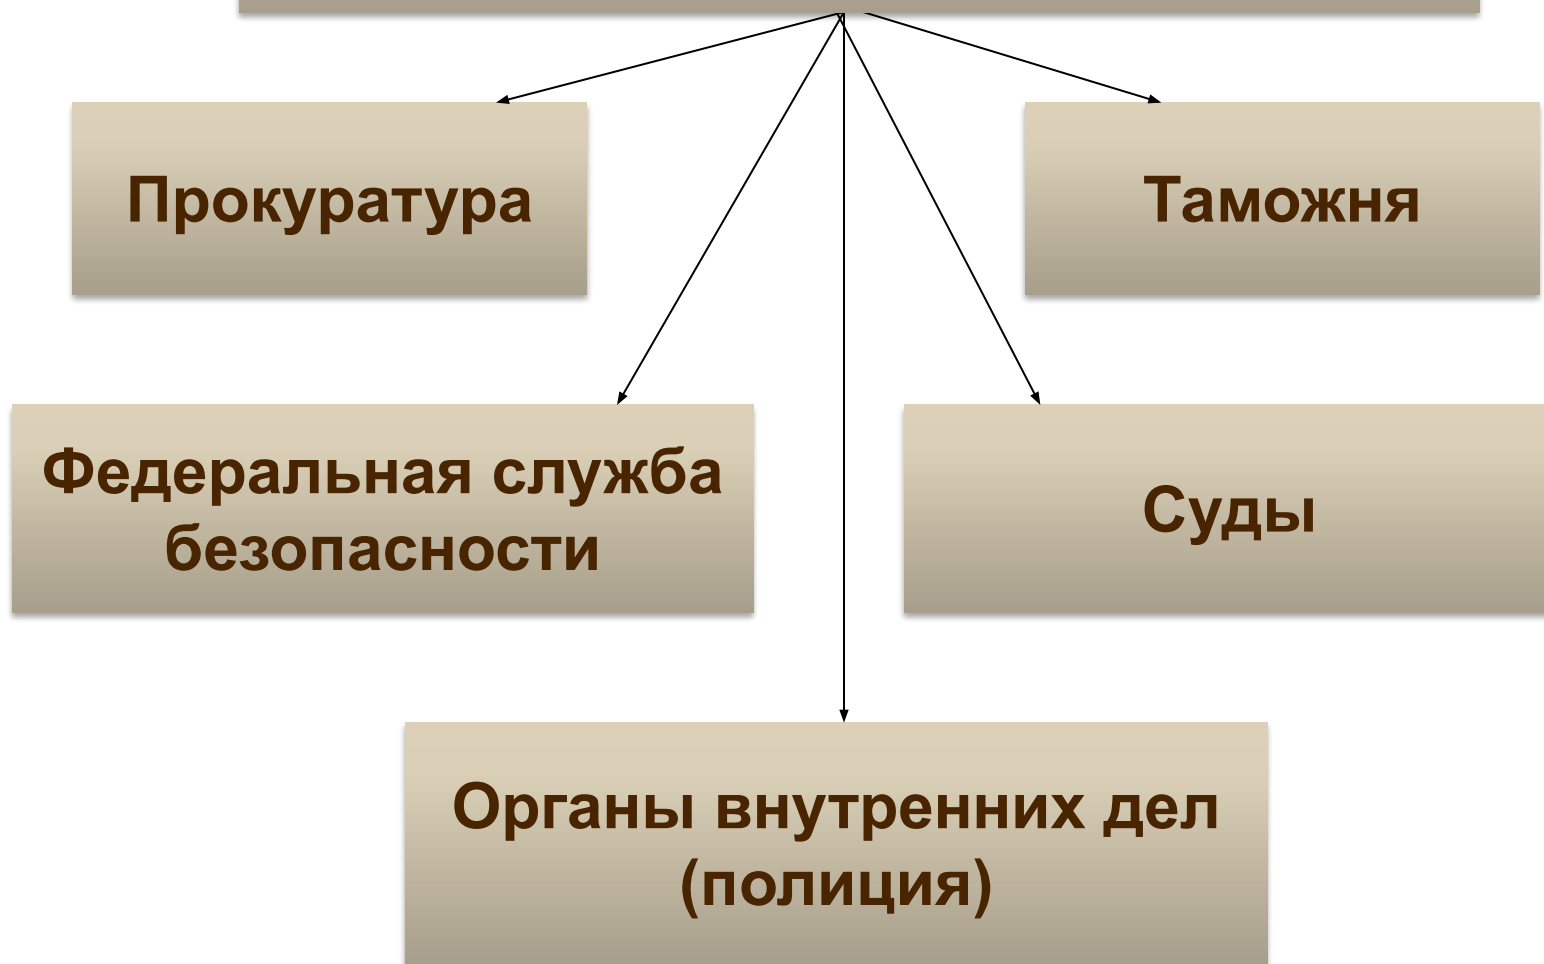 Прокуратура
Таможня
Федеральная служба
безопасности
Суды
Органы внутренних дел
(полиция)